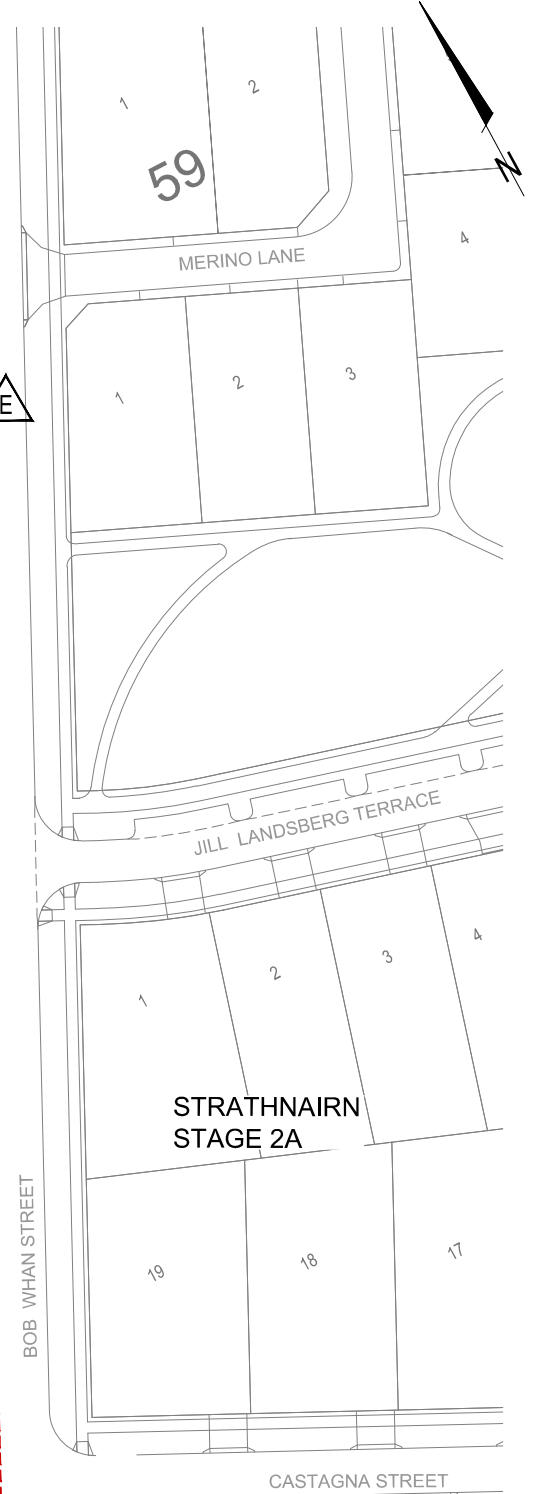 1
2
59
N
MERINO LANE
4
E
1
2
3
JILL LANDSBERG TERRACE
1
2
3
4
STRATHNAIRN
STAGE 2A
BOB WHAN STREET
19
18
17
CASTAGNA STREET